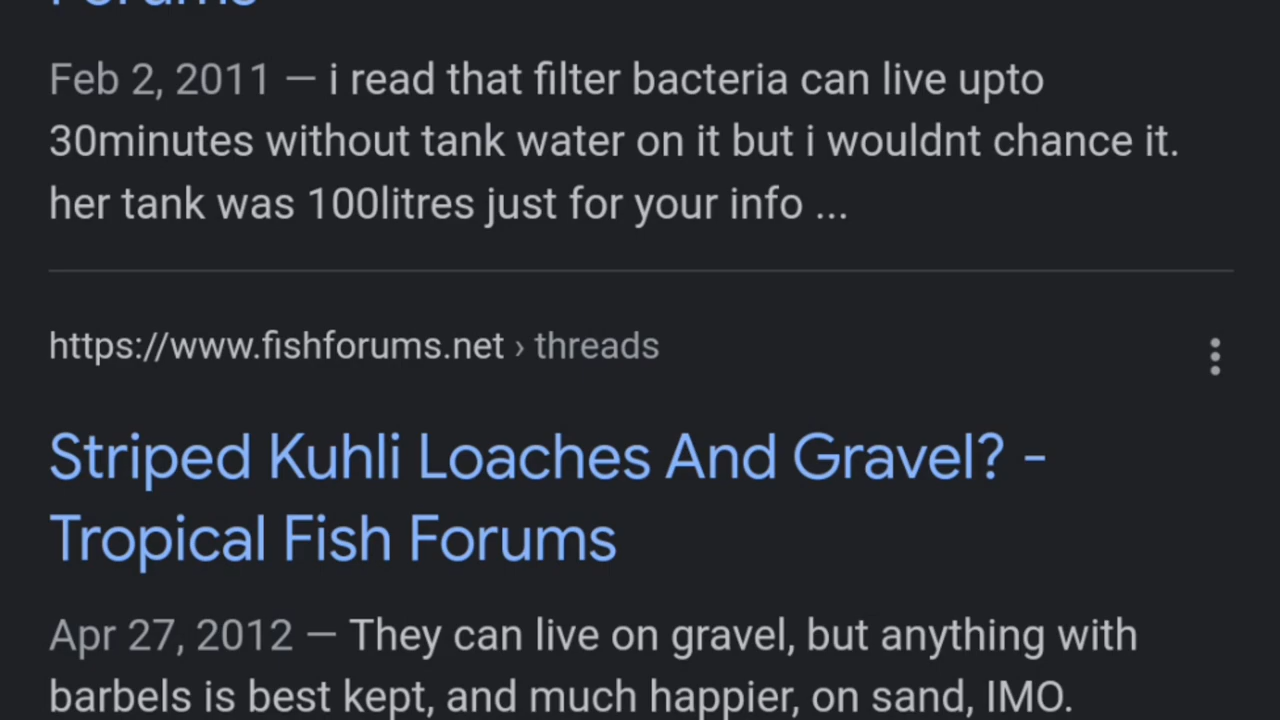 Forums
Feb 2, 2011 — i read that filter bacteria can live upto
30minutes without tank water on it but i wouldnt chance it.
her tank was 100litres just for your info ...
https://www.fishforums.net › threads
Striped Kuhli Loaches And Gravel? -
Tropical Fish Forums
Apr 27, 2012 — They can live on gravel, but anything with
barbels is best kept, and much happier, on sand, IMO.